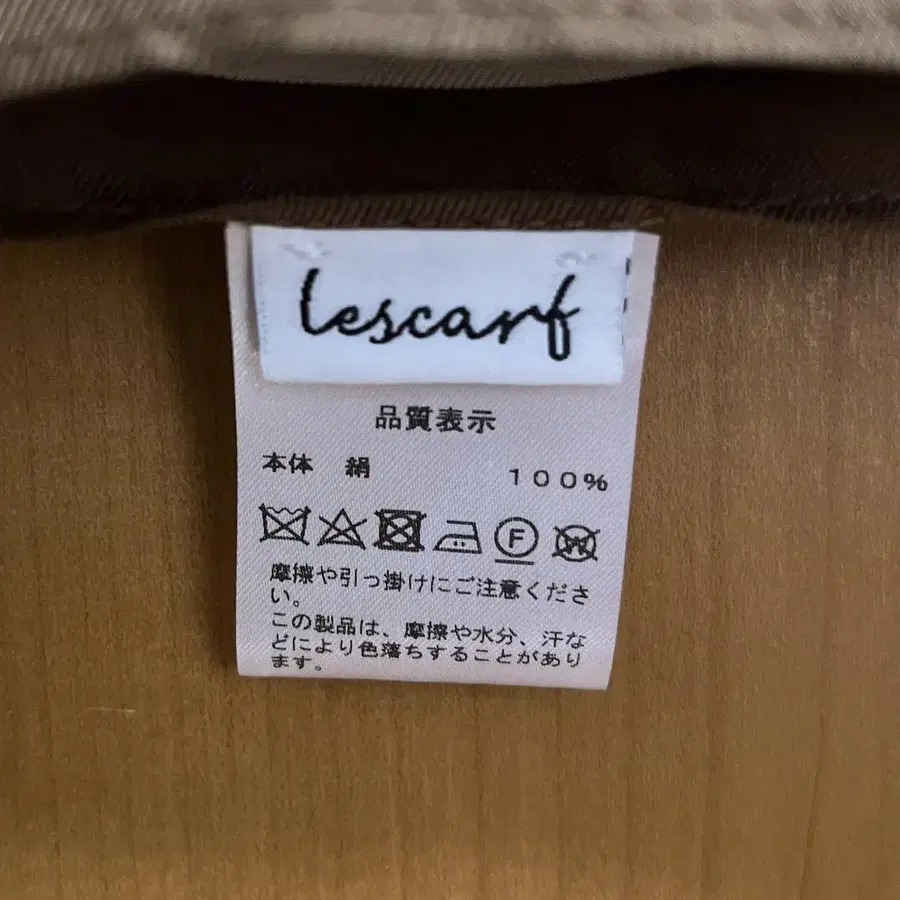 lescarf
品質表示
本体 絹 100%
F
W
摩擦や引っ掛けにご注意くださ
い。
この製品は、摩擦や水分、汗な
どにより色落ちすることがあり
ます。